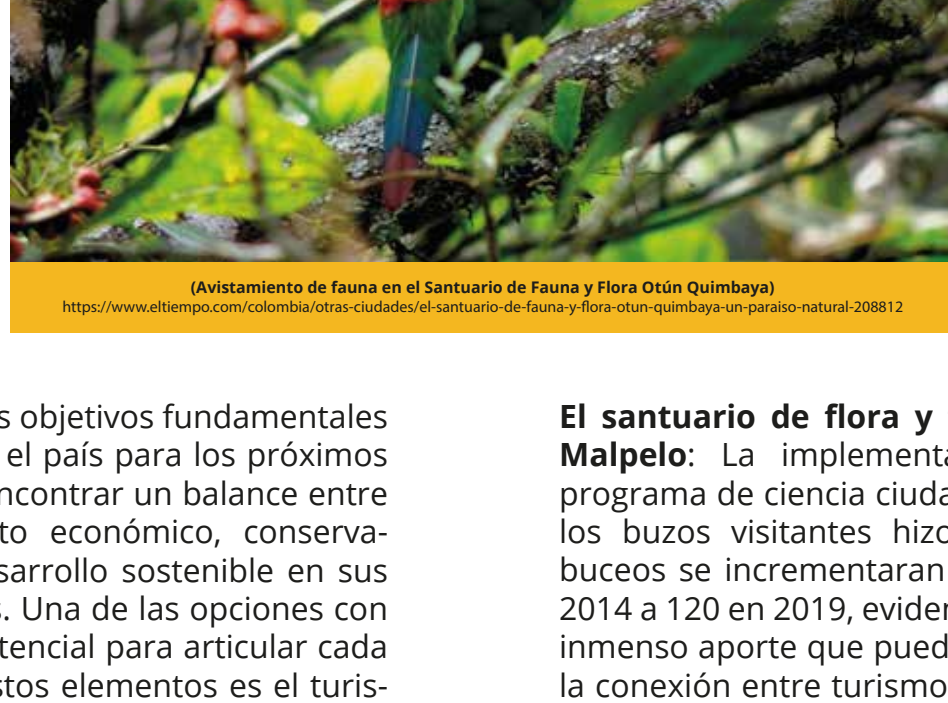 (Avistamiento de fauna en el Santuario de Fauna y Flora Otún Quimbaya)
https://www.eltiempo.com/colombia/otras-ciudades/el-santuario-de-fauna-y-flora-otun-quimbaya-un-paraiso-natural-208812
s objetivos fundamentales
el país para los próximos
ncontrar un balance entre
to económico, conserva-
sarrollo sostenible en sus
s. Una de las opciones con
tencial para articular cada
stos elementos es el turis-
El santuario de flora y
Malpelo: La implementa
programa de ciencia ciuda
los buzos visitantes hizo
buceos se incrementaran
2014 a 120 en 2019, eviden
inmenso aporte que pued
la conexión entre turismo